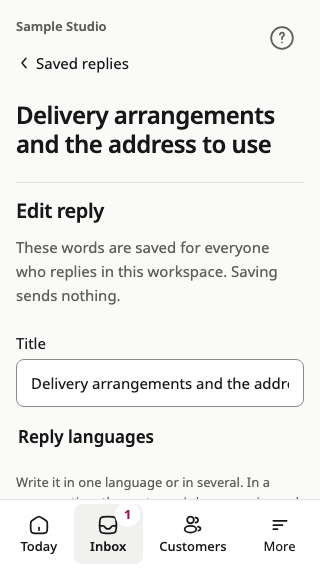 Sample Studio
Saved replies
Delivery arrangements
and the address to use
Edit reply
These words are saved for everyone
who replies in this workspace. Saving
sends nothing.
Title
Delivery arrangements and the addre
Reply languages
Write it in one language or in several. In a
1
Today
Inbox
Customers
More